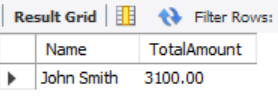 Result Grid Filter Rows:
Name TotalAmount
John Smith 3100.00